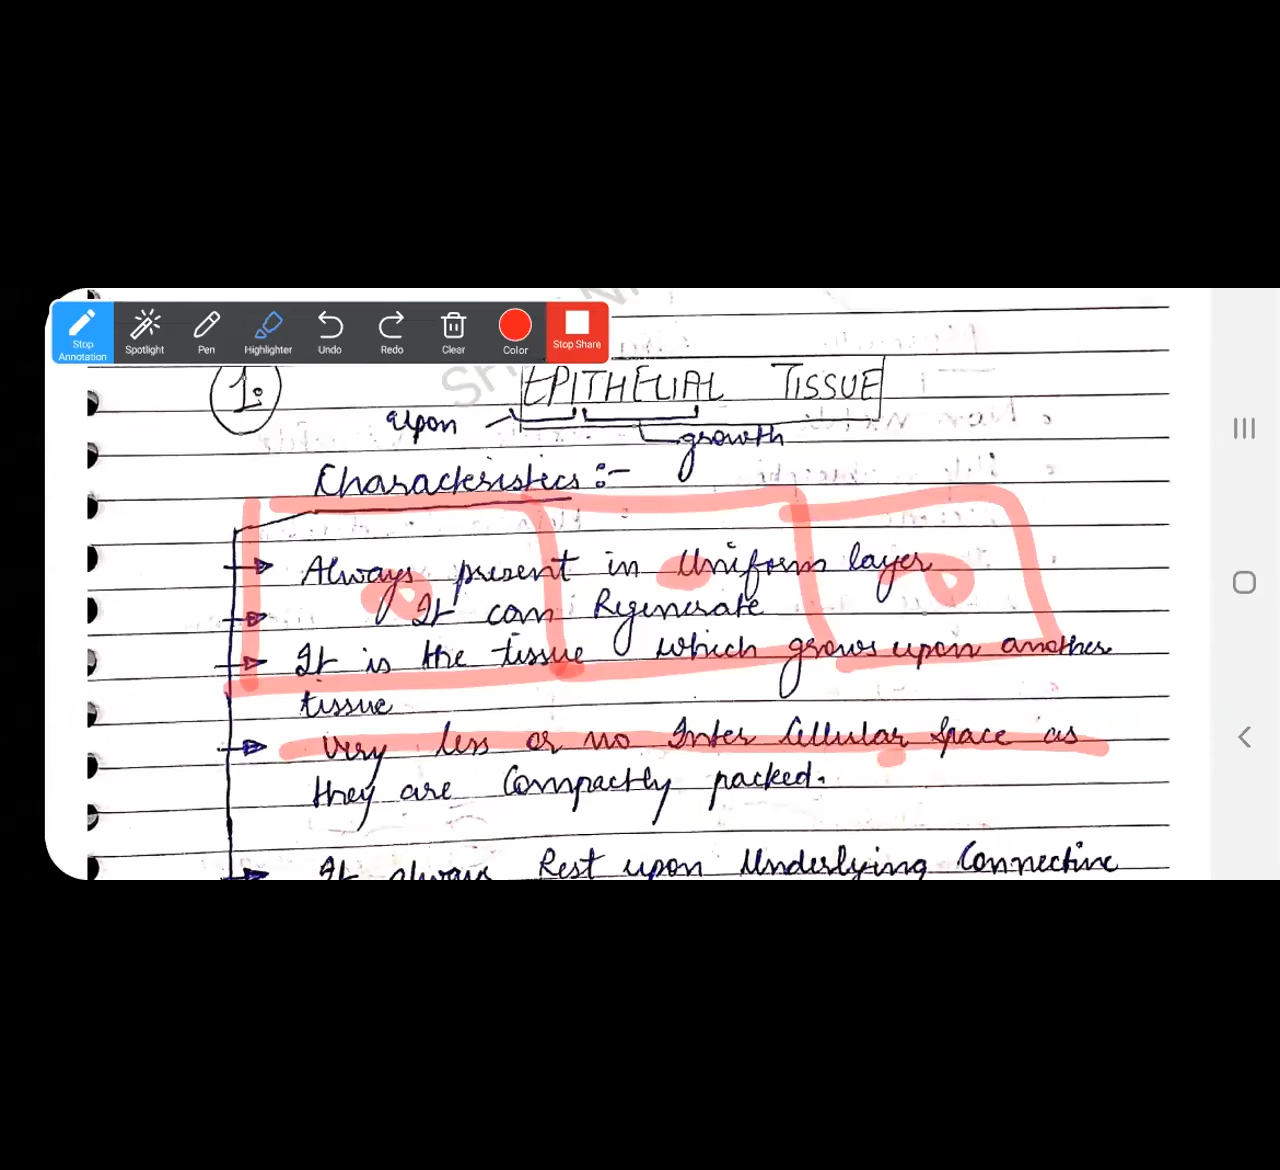 Stop Annotation
Spotlight
Pen
Highlighter
Undo
Redo
Clear
Color
Stop Share
1. EPITHELIAL TISSUE
upon growth
Characteristics :-
Always present in Uniform layer
It can Regenerate
It is the tissue which grows upon another
tissue
very less or no Inter Cellular Space as
they are Compactly packed.
It always Rest upon Underlying Connective